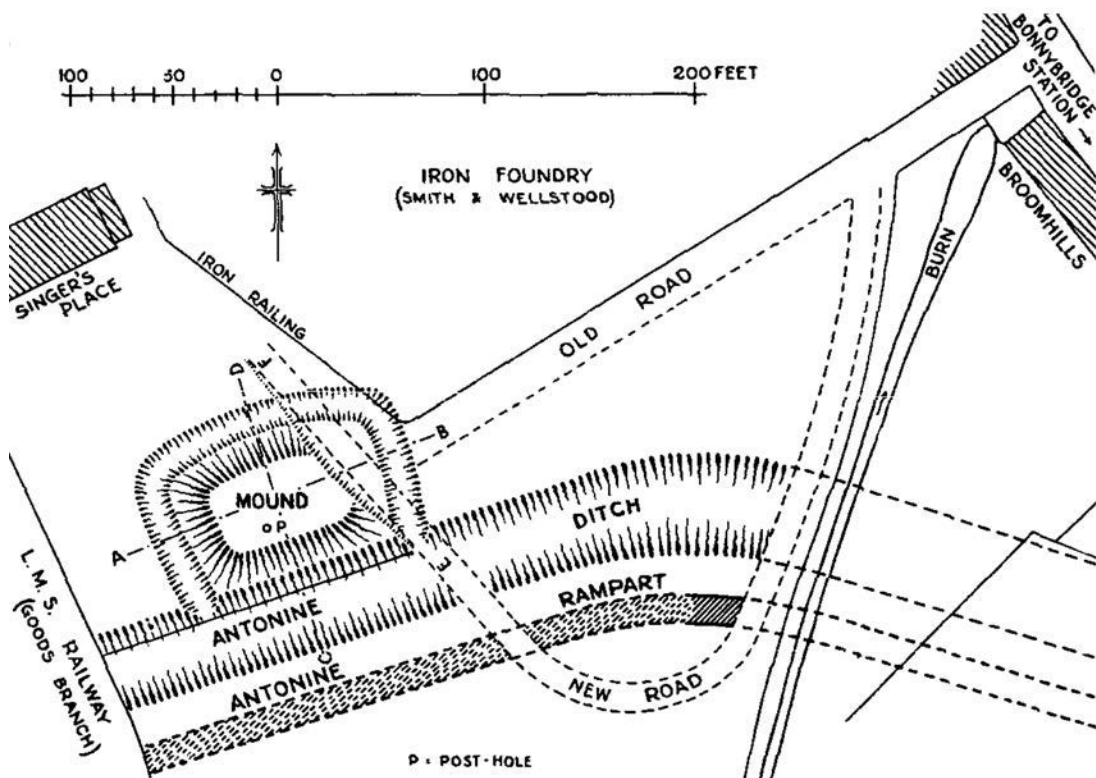 TO
BONNYBRIDGE
STATION
100
50
0
100
200 FEET
IRON FOUNDRY
(SMITH & WELLSTOOD)
BROOMHILLS
SINGER'S
PLACE
IRON RAILING
OLD ROAD
BURN
D
F
B
MOUND
O P
A
DITCH
E
RAMPART
ANTONINE
C
ANTONINE
NEW ROAD
L. M. S. RAILWAY
(GOODS BRANCH)
P = POST-HOLE